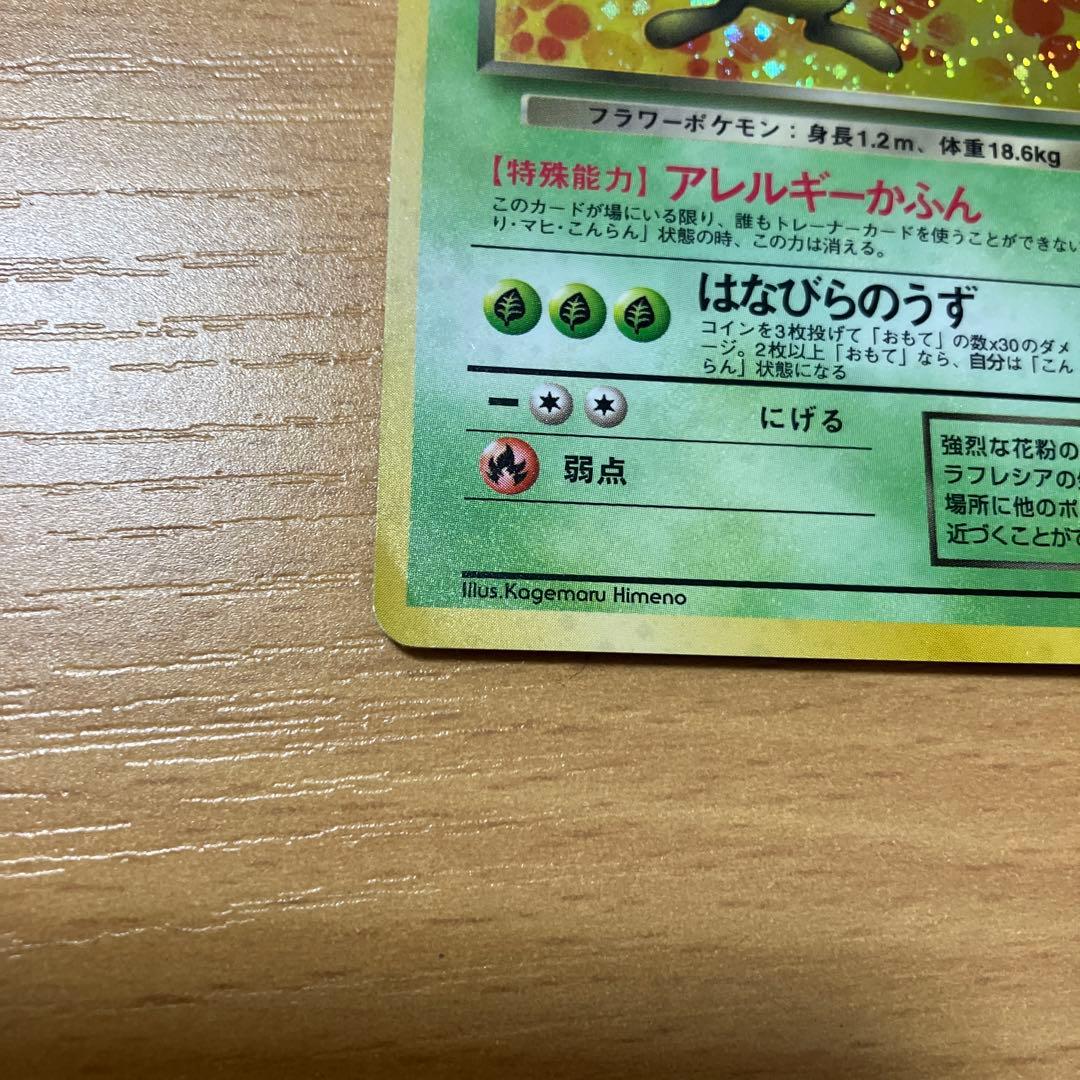 フラワーポケモン：身長1.2m、体重18.6kg
【特殊能力】アレルギーかふん
このカードが場にいる限り、誰もトレーナーカードを使うことができない
り・マヒ・こんらん」状態の時、この力は消える。
はなびらのうず
コインを3枚投げて「おもて」の数x30のダメ
ージ。2枚以上「おもて」なら、自分は「こん
らん」状態になる
ー にげる
弱点
強烈な花粉の
ラフレシアの
場所に他のポ
近づくことがで
Illus.Kagemaru Himeno